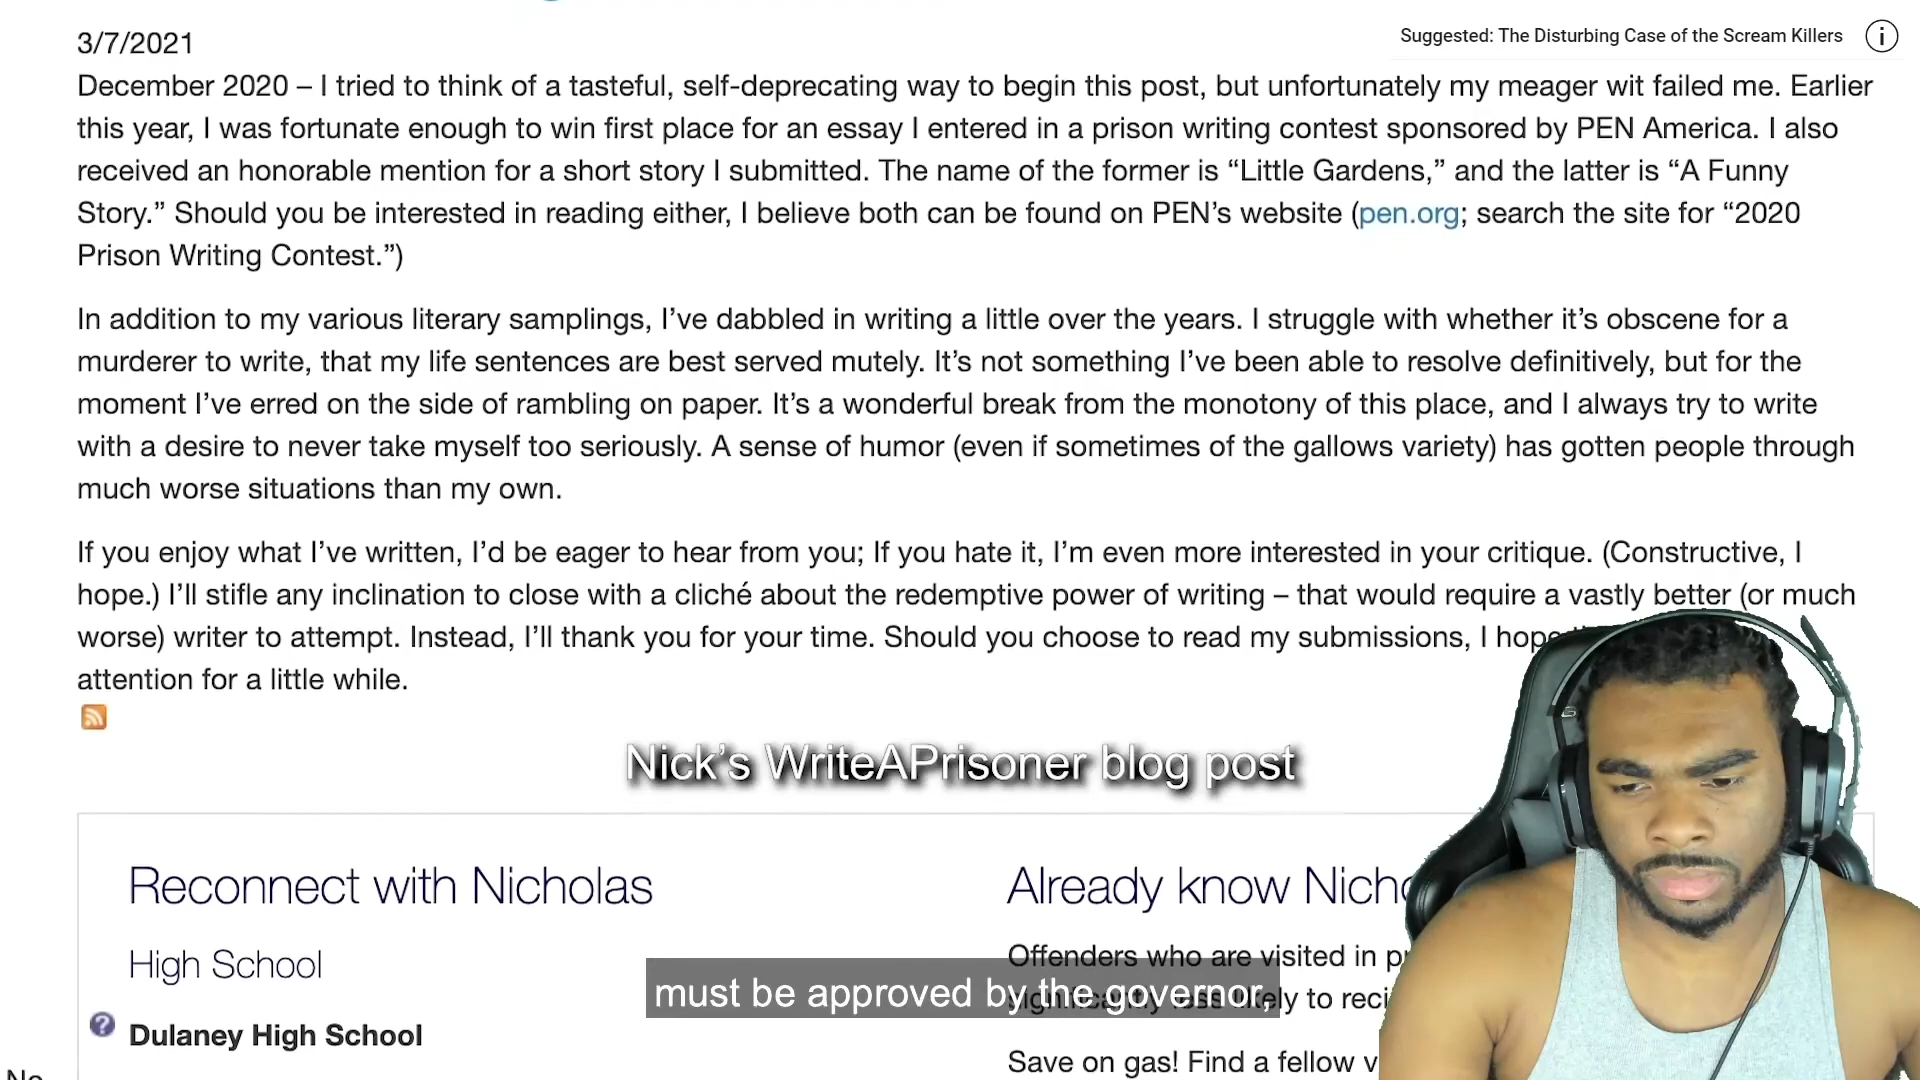 Suggested: The Disturbing Case of the Scream Killers
3/7/2021
December 2020 – I tried to think of a tasteful, self-deprecating way to begin this post, but unfortunately my meager wit failed me. Earlier
this year, I was fortunate enough to win first place for an essay I entered in a prison writing contest sponsored by PEN America. I also
received an honorable mention for a short story I submitted. The name of the former is “Little Gardens,” and the latter is “A Funny
Story.” Should you be interested in reading either, I believe both can be found on PEN’s website (pen.org; search the site for “2020
Prison Writing Contest.”)
In addition to my various literary samplings, I’ve dabbled in writing a little over the years. I struggle with whether it’s obscene for a
murderer to write, that my life sentences are best served mutely. It’s not something I’ve been able to resolve definitively, but for the
moment I’ve erred on the side of rambling on paper. It’s a wonderful break from the monotony of this place, and I always try to write
with a desire to never take myself too seriously. A sense of humor (even if sometimes of the gallows variety) has gotten people through
much worse situations than my own.
If you enjoy what I’ve written, I’d be eager to hear from you; If you hate it, I’m even more interested in your critique. (Constructive, I
hope.) I’ll stifle any inclination to close with a cliché about the redemptive power of writing – that would require a vastly better (or much
worse) writer to attempt. Instead, I’ll thank you for your time. Should you choose to read my submissions, I hope
attention for a little while.
Nick’s WriteAPrisoner blog post
Reconnect with Nicholas
High School
Dulaney High School
Already know
Offenders who are visited in
significantly less likely to
Save on gas! Find a fellow
must be approved by the governor,